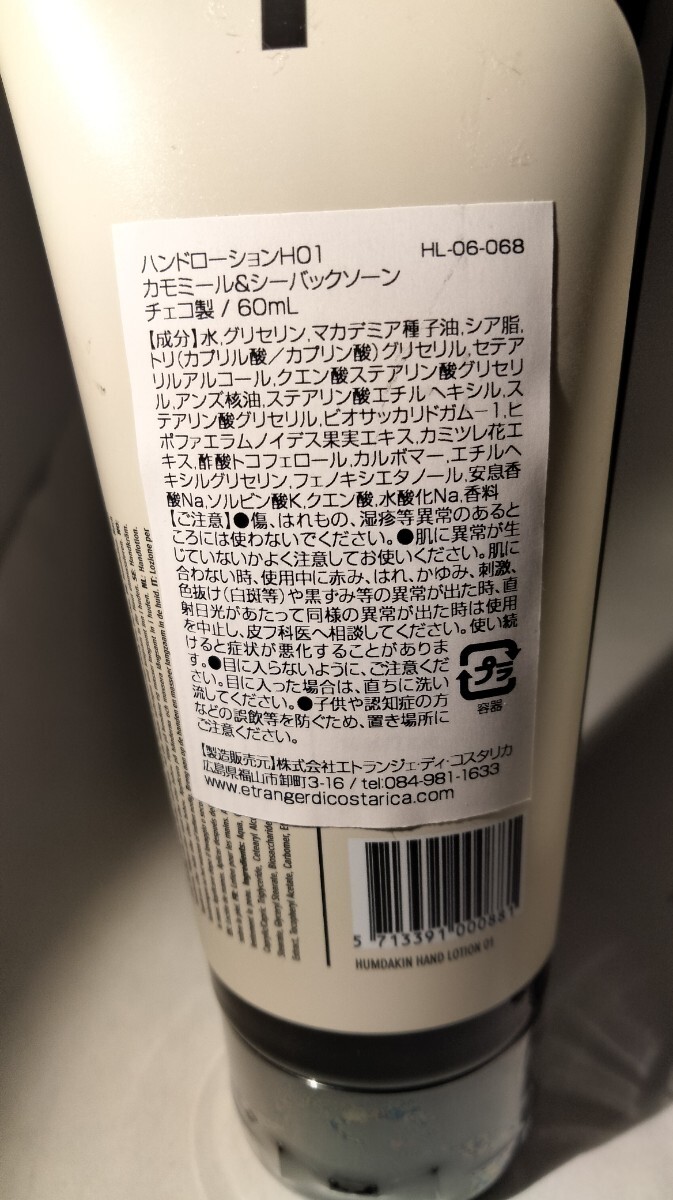 ハンドローションH01 HL-06-068
カモミール&シーバックソーン
チェコ製 / 60mL
【成分】水,グリセリン,マカデミア種子油,シア脂,
トリ(カプリル酸／カプリン酸)グリセリル,セテア
リルアルコール,クエン酸ステアリン酸グリセリ
ル,アンズ核油,ステアリン酸エチルヘキシル,ス
テアリン酸グリセリル,ビオサッカリドガム－1,ヒ
ポファエラムノイデス果実エキス,カミツレ花エ
キス,酢酸トコフェロール,カルボマー,エチルヘ
キシルグリセリン,フェノキシエタノール,安息香
酸Na,ソルビン酸K,クエン酸,水酸化Na,香料
【ご注意】●傷、はれもの、湿疹等異常のあると
ころには使わないでください。●肌に異常が生
じていないかよく注意してお使いください。肌に
合わない時、使用中に赤み、はれ、かゆみ、刺激、
色抜け(白斑等)や黒ずみ等の異常が出た時、直
射日光があたって同様の異常が出た時は使用
を中止し、皮フ科医へ相談してください。使い続
けると症状が悪化することがありま
す。●目に入らないように、ご注意くだ
さい。目に入った場合は、直ちに洗い
流してください。●子供や認知症の方
などの誤飲等を防ぐため、置き場所に
ご注意ください。
プラ
容器
【製造販売元】株式会社エトランジェ・ディ・コスタリカ
広島県福山市卸町3-16 / tel:084-981-1633
www.etrangerdicostarica.com
5 713391 000881
HUMDAKIN HAND LOTION 01